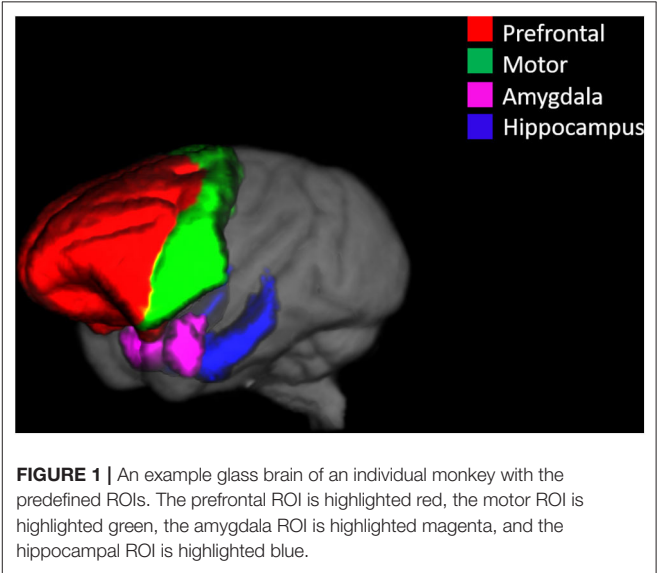 Prefrontal
Motor
Amygdala
Hippocampus
FIGURE 1 | An example glass brain of an individual monkey with the
predefined ROIs. The prefrontal ROI is highlighted red, the motor ROI is
highlighted green, the amygdala ROI is highlighted magenta, and the
hippocampal ROI is highlighted blue.